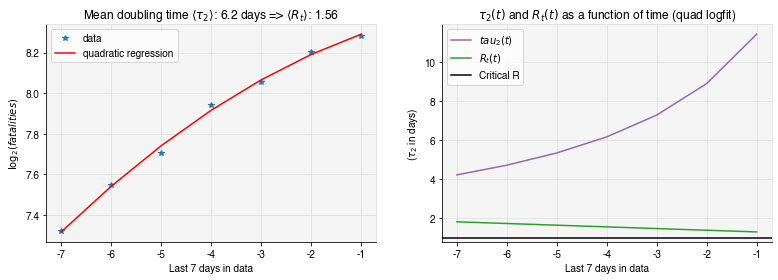 Mean doubling time ⟨τ₂⟩: 6.2 days => ⟨Rₜ⟩: 1.56
data
quadratic regression
log₂(fatalities)
8.2
8.0
7.8
7.6
7.4
-7 -6 -5 -4 -3 -2 -1
Last 7 days in data
τ₂(t) and Rₜ(t) as a function of time (quad logfit)
tau₂(t)
Rₜ(t)
Critical R
(τ₂ in days)
10
8
6
4
2
-7 -6 -5 -4 -3 -2 -1
Last 7 days in data